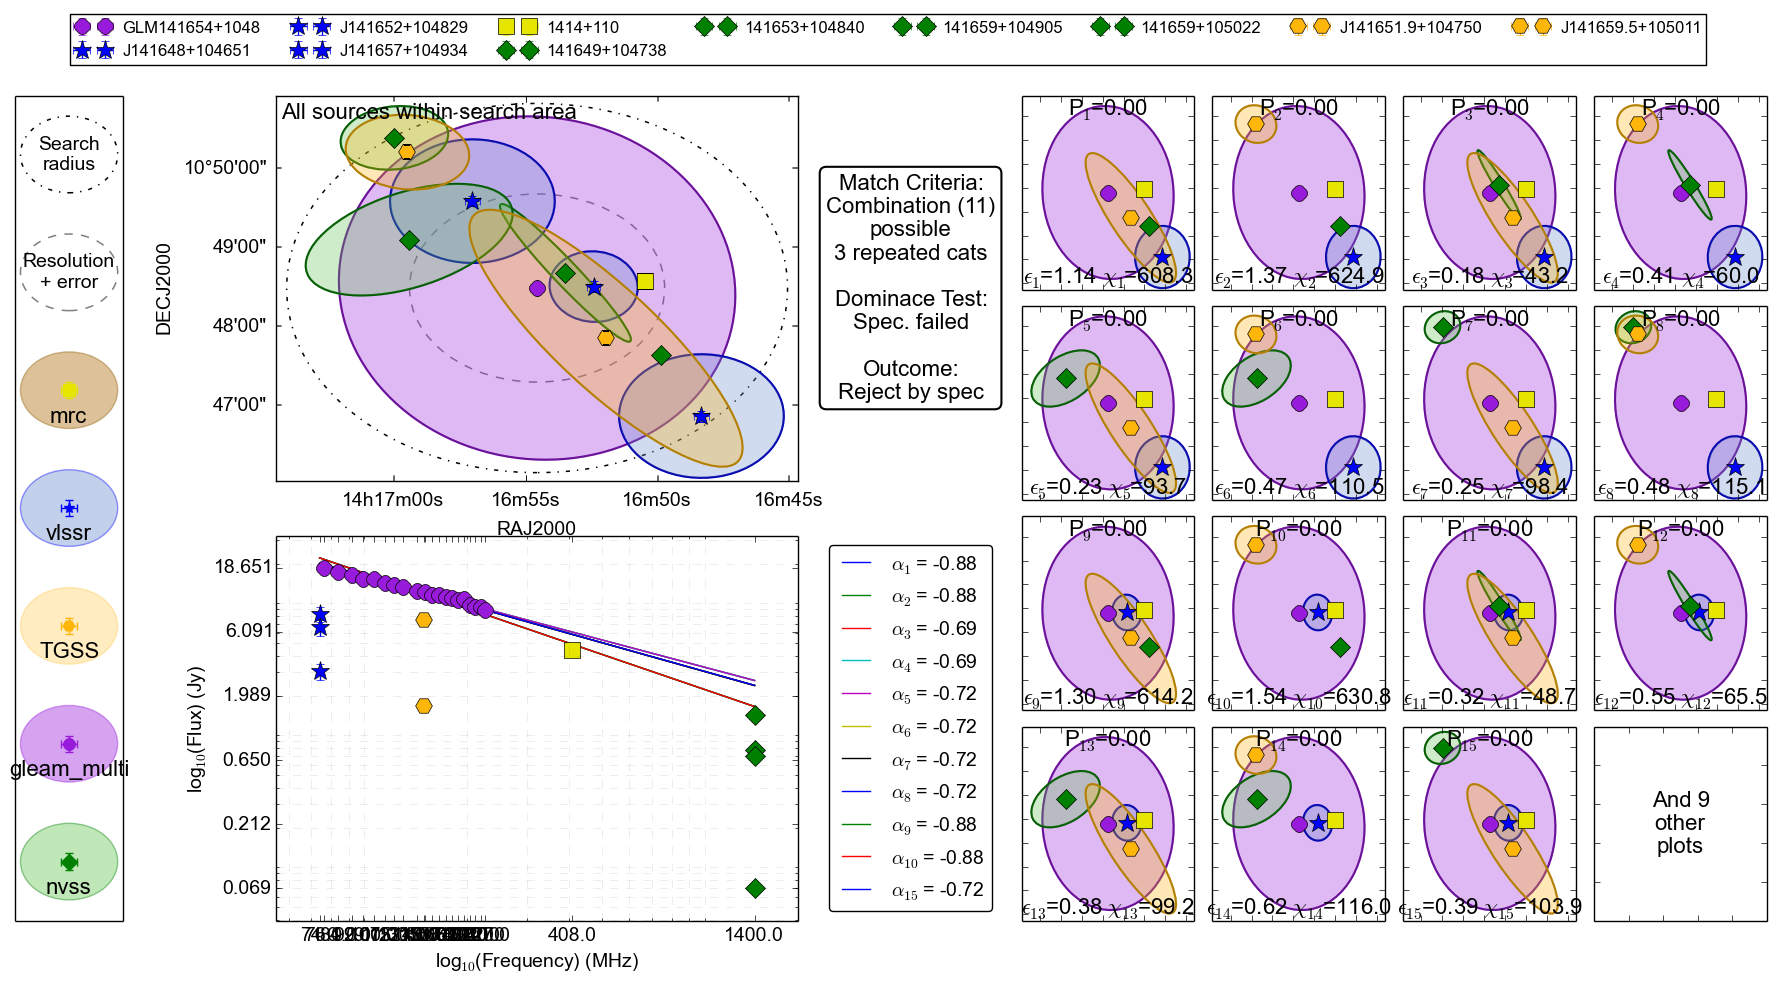 GLM141654+1048 J141652+104829 1414+110 141653+104840 141659+104905 141659+105022 J141651.9+104750 J141659.5+105011
J141648+104651 J141657+104934 141649+104738
Search
radius
Resolution
+ error
mrc
vlssr
TGSS
gleam_multi
nvss
All sources within search area
DECJ2000
10°50'00"
49'00"
48'00"
47'00"
14h17m00s 16m55s 16m50s 16m45s
RAJ2000
Match Criteria:
Combination (11)
possible
3 repeated cats
Dominace Test:
Spec. failed
Outcome:
Reject by spec
log10(Flux) (Jy)
18.651
6.091
1.989
0.650
0.212
0.069
408.0 1400.0
log10(Frequency) (MHz)
α1 = -0.88
α2 = -0.88
α3 = -0.69
α4 = -0.69
α5 = -0.72
α6 = -0.72
α7 = -0.72
α8 = -0.72
α9 = -0.88
α10 = -0.88
α15 = -0.72
P1=0.00 P2=0.00 P3=0.00 P4=0.00
ε1=1.14 χ1=608.3 ε2=1.37 χ2=624.9 ε3=0.18 χ3=43.2 ε4=0.41 χ4=60.0
P5=0.00 P6=0.00 P7=0.00 P8=0.00
ε5=0.23 χ5=93.7 ε6=0.47 χ6=110.5 ε7=0.25 χ7=98.4 ε8=0.48 χ8=115.1
P9=0.00 P10=0.00 P11=0.00 P12=0.00
ε9=1.30 χ9=614.2 ε10=1.54 χ10=630.8 ε11=0.32 χ11=48.7 ε12=0.55 χ12=65.5
P13=0.00 P14=0.00 P15=0.00
ε13=0.38 χ13=99.2 ε14=0.62 χ14=116.0 ε15=0.39 χ15=103.9
And 9
other
plots